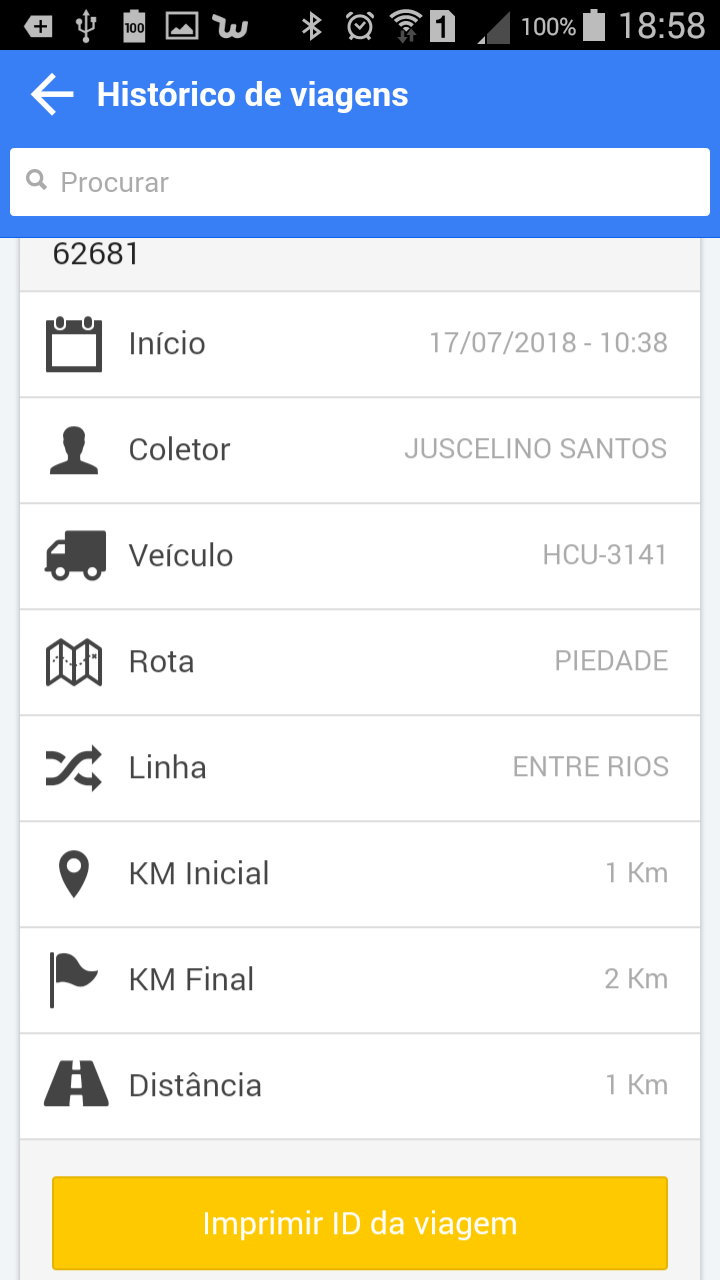 100
1
100%
18:58
Histórico de viagens
Procurar
62681
Início 17/07/2018 - 10:38
Coletor JUSCELINO SANTOS
Veículo HCU-3141
Rota PIEDADE
Linha ENTRE RIOS
KM Inicial 1 Km
KM Final 2 Km
Distância 1 Km
Imprimir ID da viagem